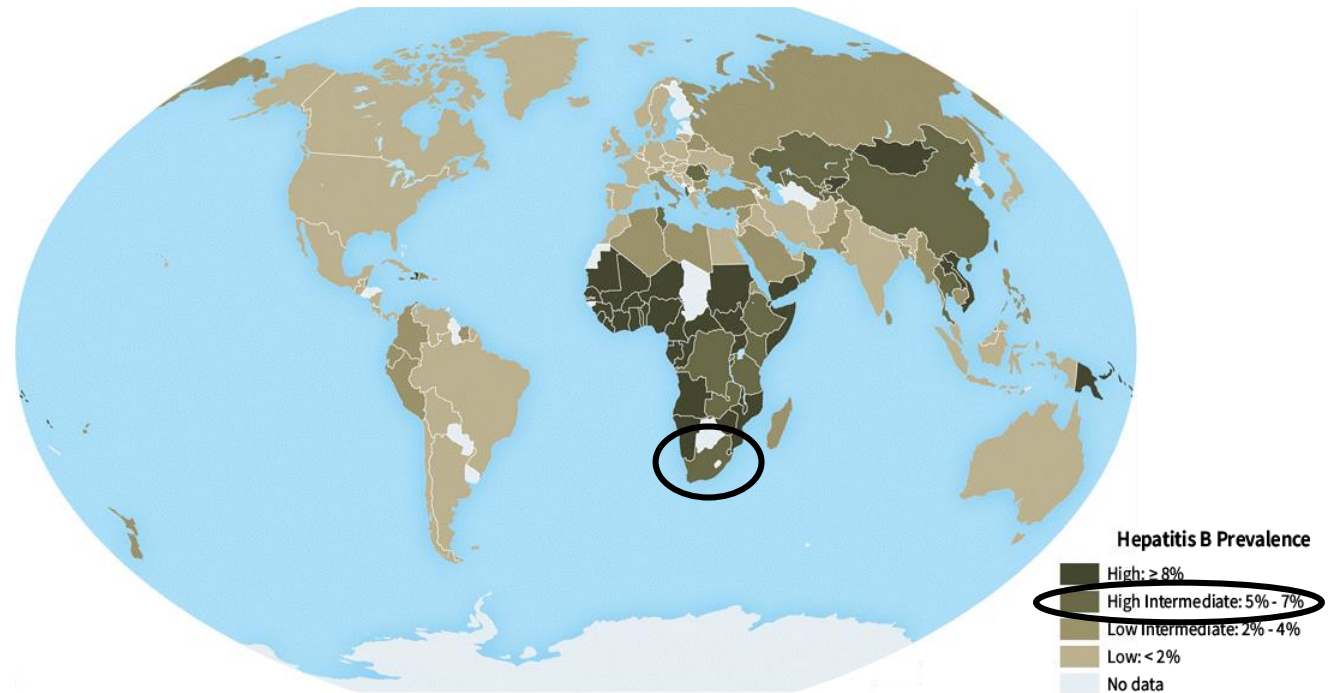 Hepatitis B Prevalence
High: ≥ 8%
High Intermediate: 5% - 7%
Low Intermediate: 2% - 4%
Low: < 2%
No data